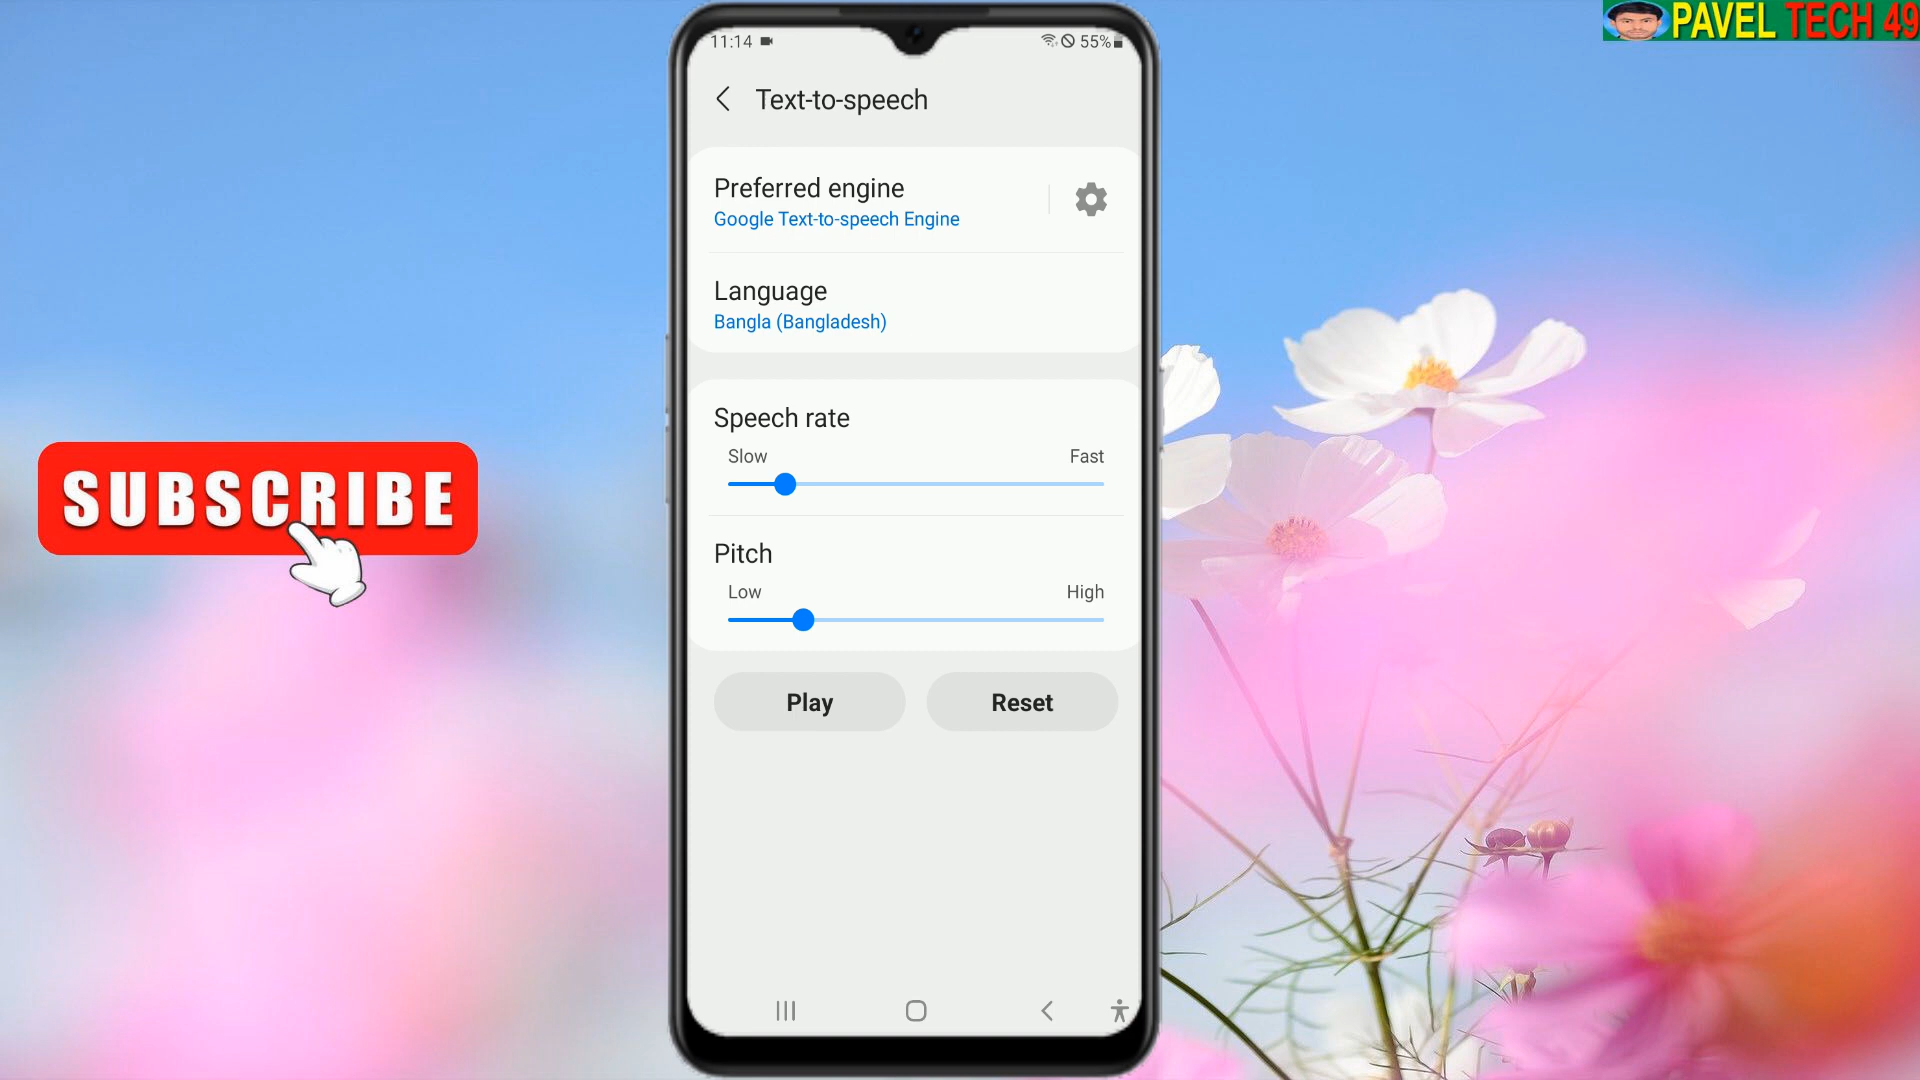 PAVEL TECH 49
11:14
55%
Text-to-speech
Preferred engine
Google Text-to-speech Engine
Language
Bangla (Bangladesh)
Speech rate
Slow Fast
SUBSCRIBE
Pitch
Low High
Play Reset